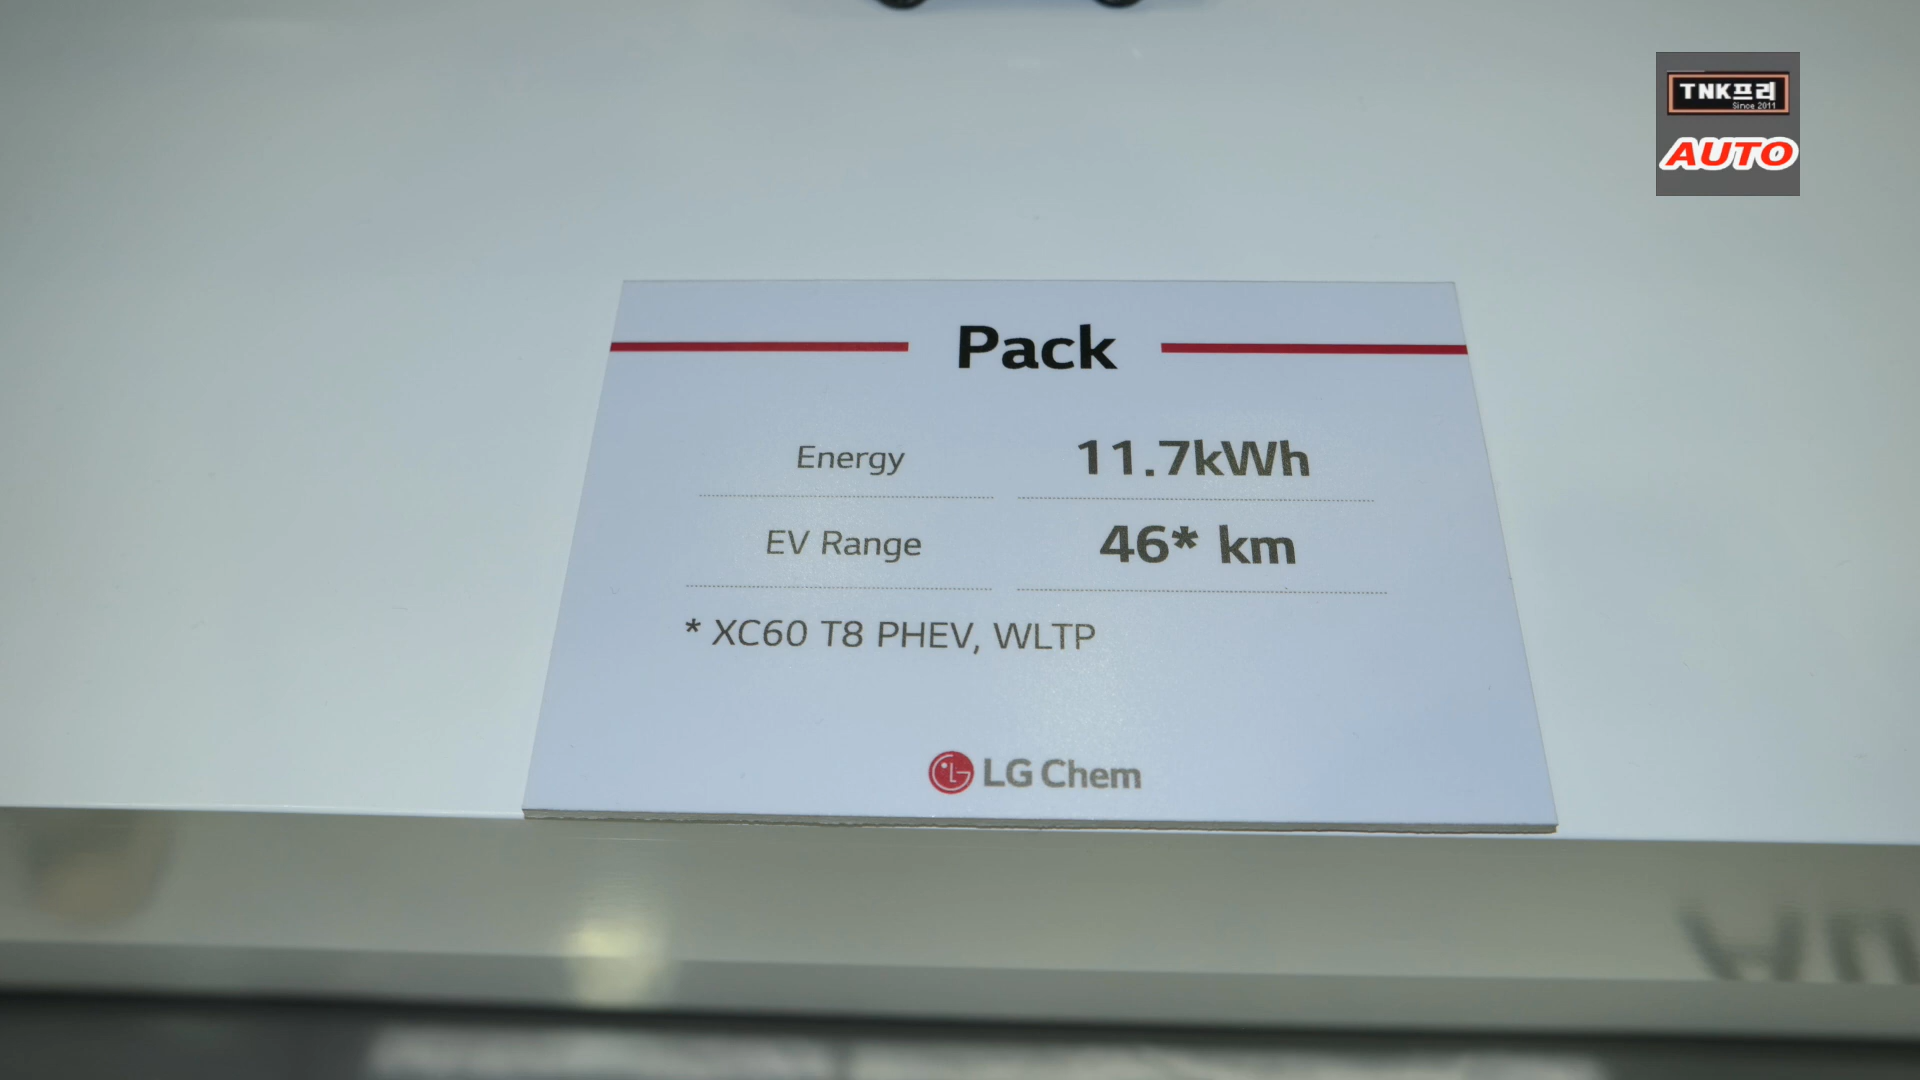 TNK프리
Since 2011
AUTO
Pack
Energy 11.7kWh
EV Range 46* km
* XC60 T8 PHEV, WLTP
LG Chem